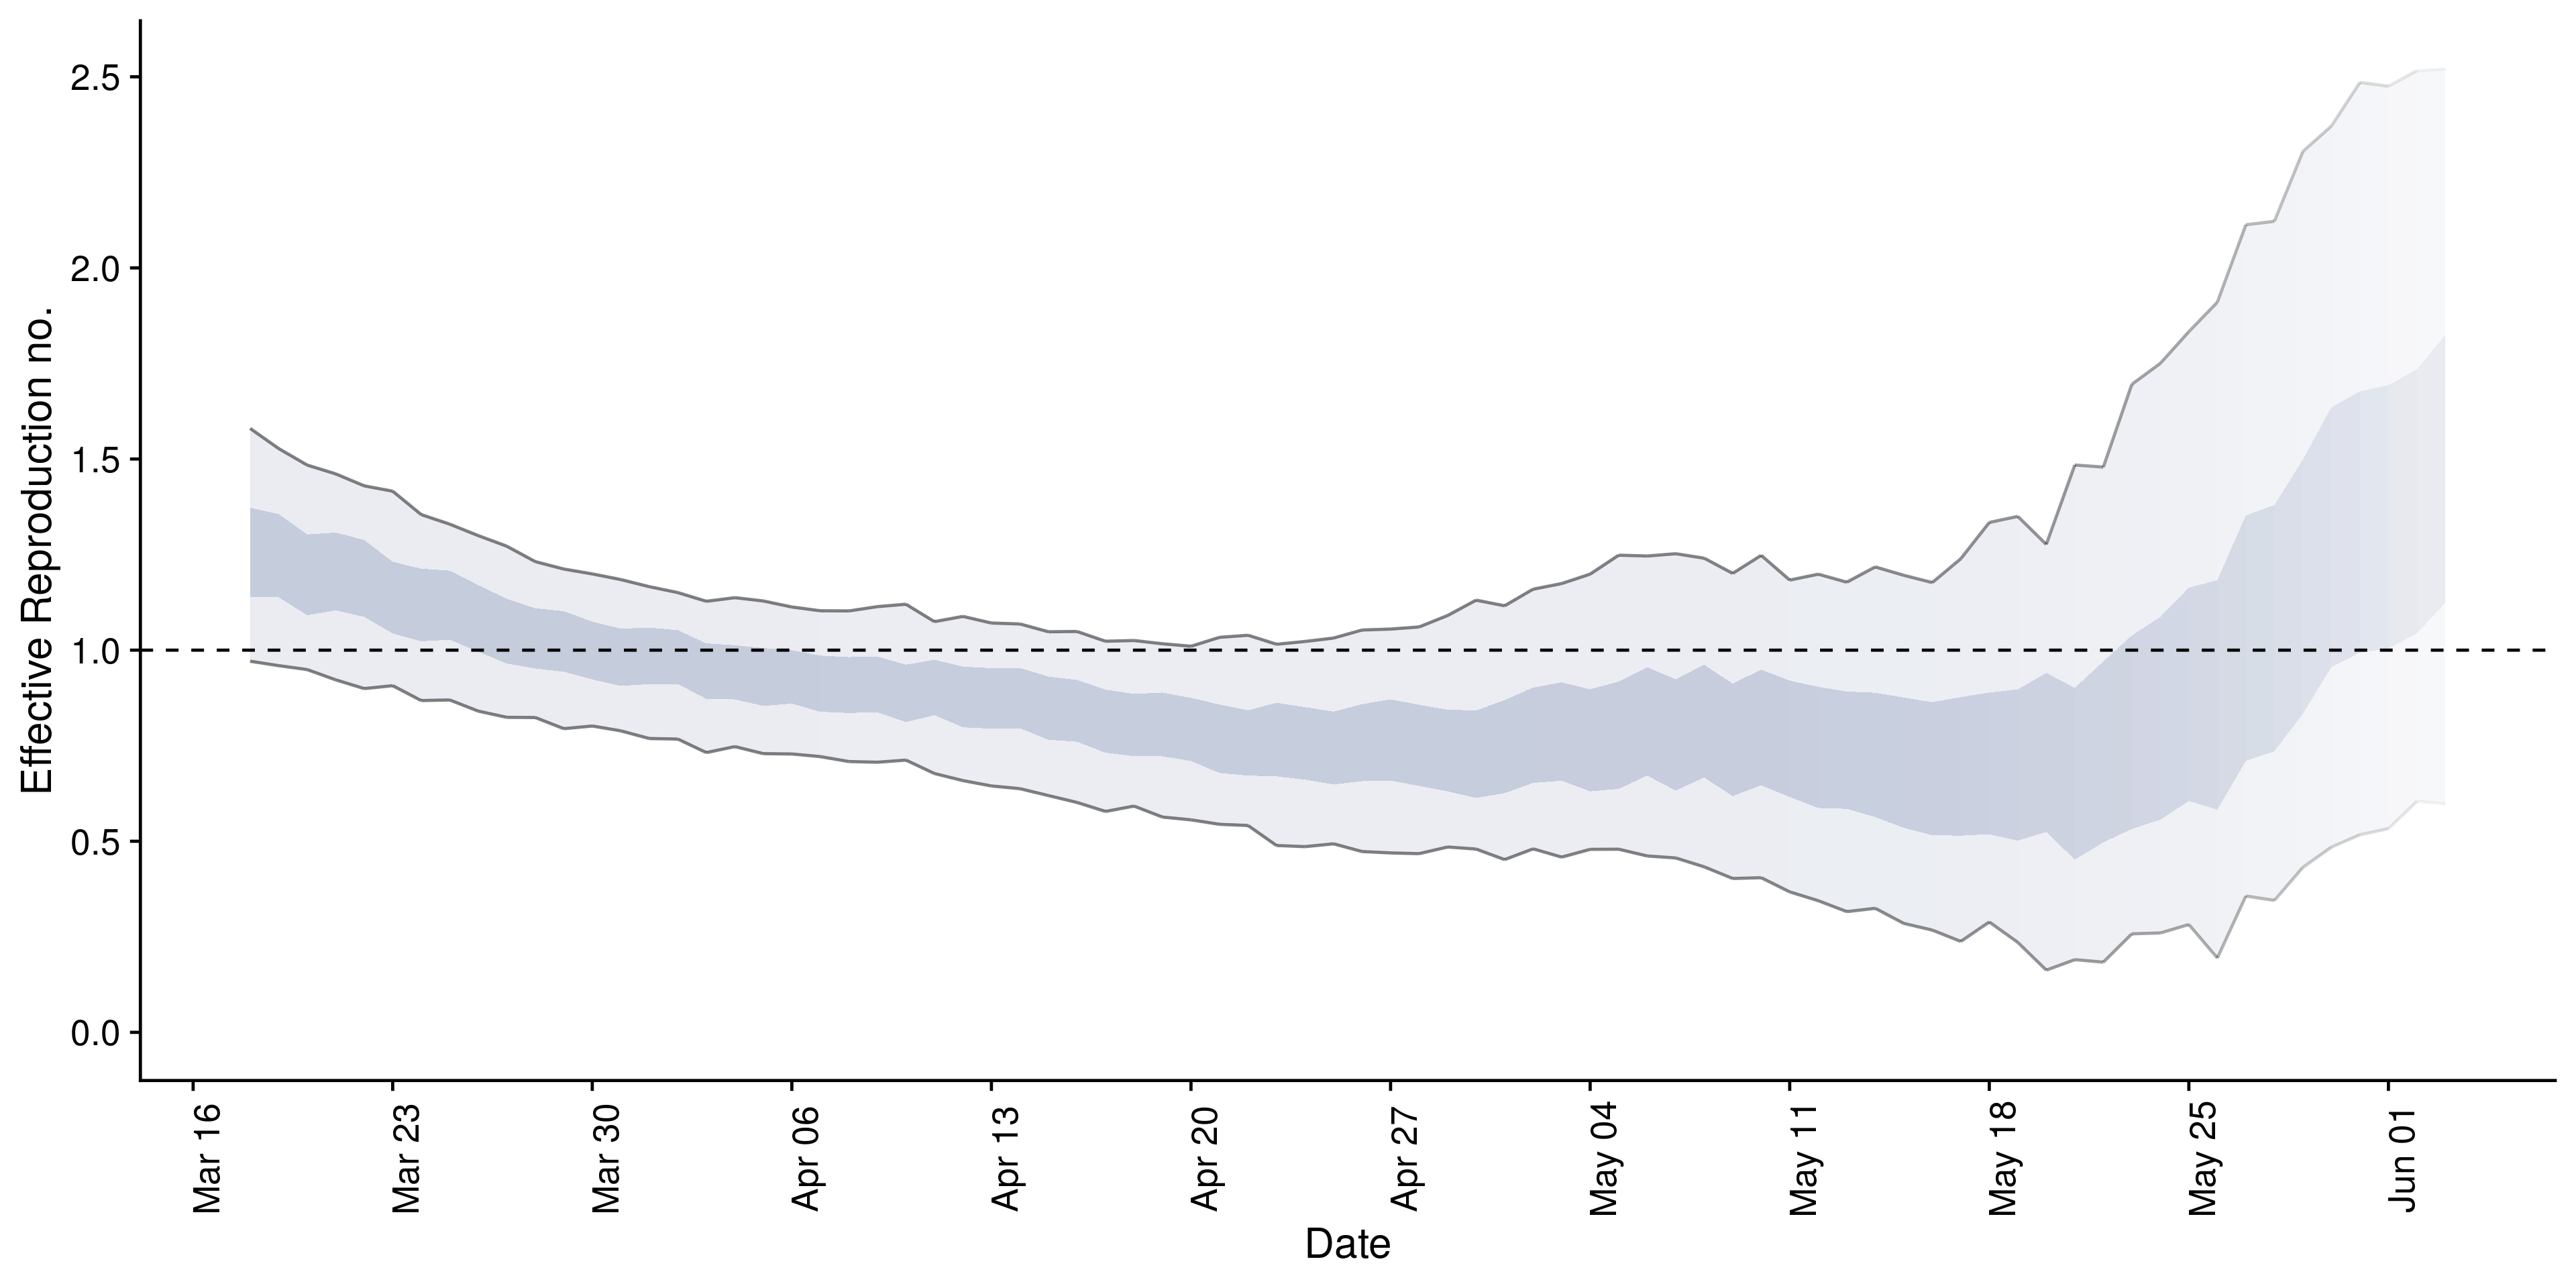 Effective Reproduction no.
2.5
2.0
1.5
1.0
0.5
0.0
Mar 16
Mar 23
Mar 30
Apr 06
Apr 13
Apr 20
Apr 27
May 04
May 11
May 18
May 25
Jun 01
Date